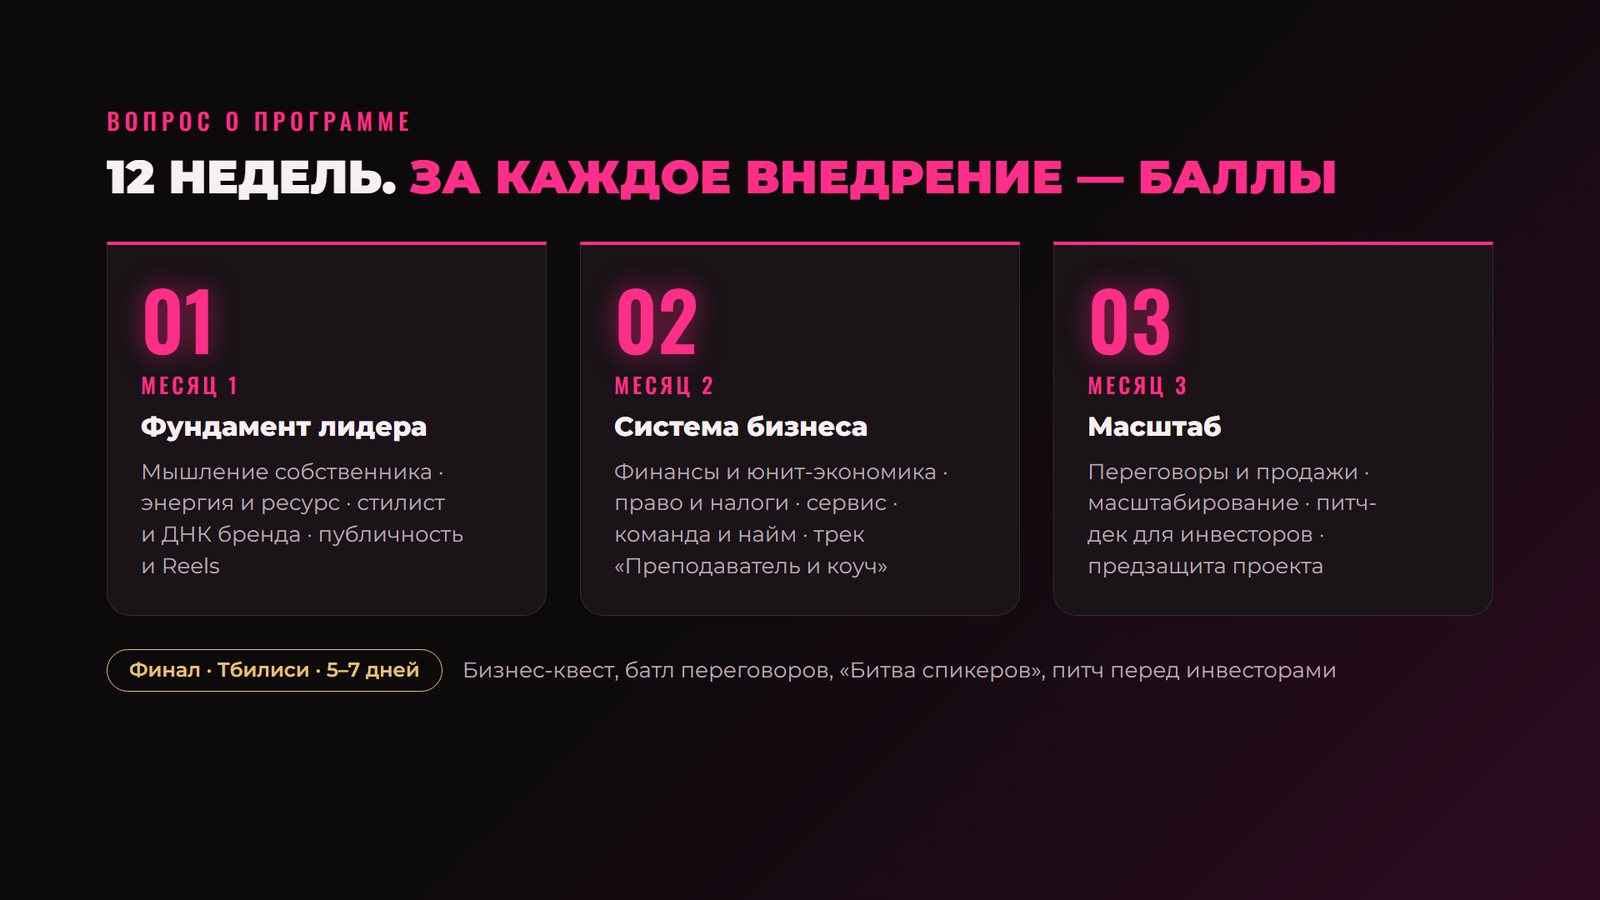 ВОПРОС О ПРОГРАММЕ
12 НЕДЕЛЬ. ЗА КАЖДОЕ ВНЕДРЕНИЕ — БАЛЛЫ
01
МЕСЯЦ 1
Фундамент лидера
Мышление собственника ·
энергия и ресурс · стилист
и ДНК бренда · публичность
и Reels
02
МЕСЯЦ 2
Система бизнеса
Финансы и юнит-экономика ·
право и налоги · сервис ·
команда и найм · трек
«Преподаватель и коуч»
03
МЕСЯЦ 3
Масштаб
Переговоры и продажи ·
масштабирование · питч-
дек для инвесторов ·
предзащита проекта
Финал · Тбилиси · 5–7 дней
Бизнес-квест, батл переговоров, «Битва спикеров», питч перед инвесторами